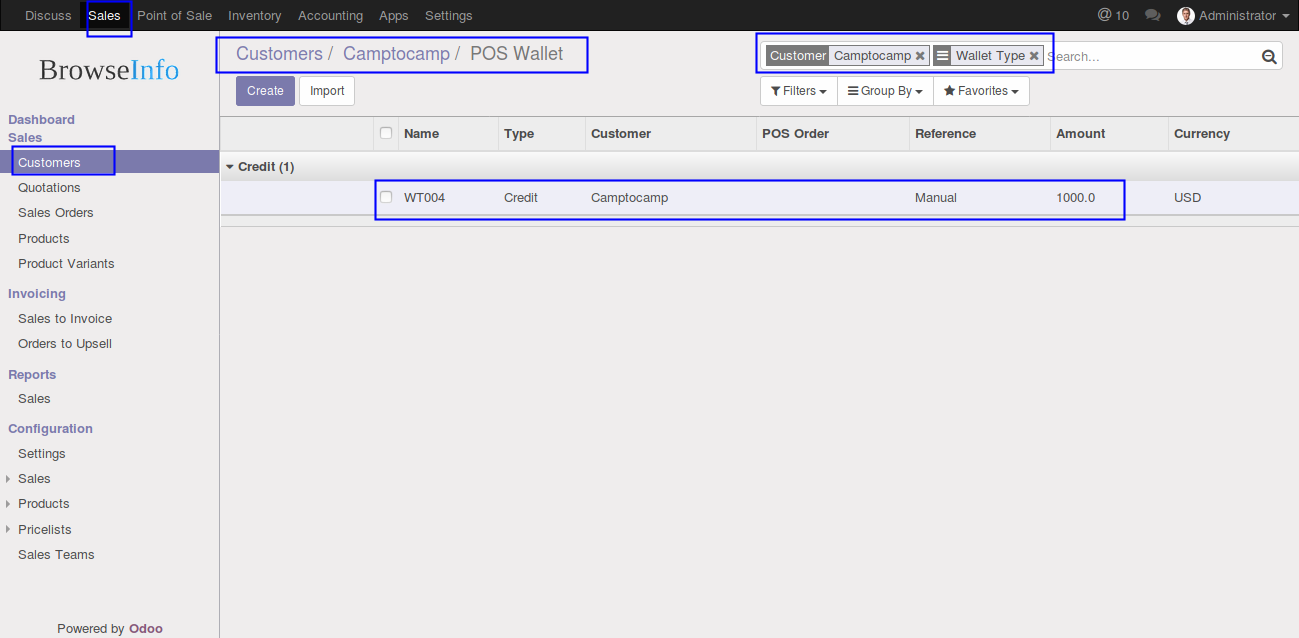 Discuss Sales Point of Sale Inventory Accounting Apps Settings @ 10 Administrator
BrowseInfo
Dashboard
Sales
Customers
Quotations
Sales Orders
Products
Product Variants
Invoicing
Sales to Invoice
Orders to Upsell
Reports
Sales
Configuration
Settings
Sales
Products
Pricelists
Sales Teams
Powered by Odoo
Customers / Camptocamp / POS Wallet
Customer Camptocamp Wallet Type Search...
Create Import
Filters Group By Favorites
Name Type Customer POS Order Reference Amount Currency
Credit (1)
WT004 Credit Camptocamp Manual 1000.0 USD